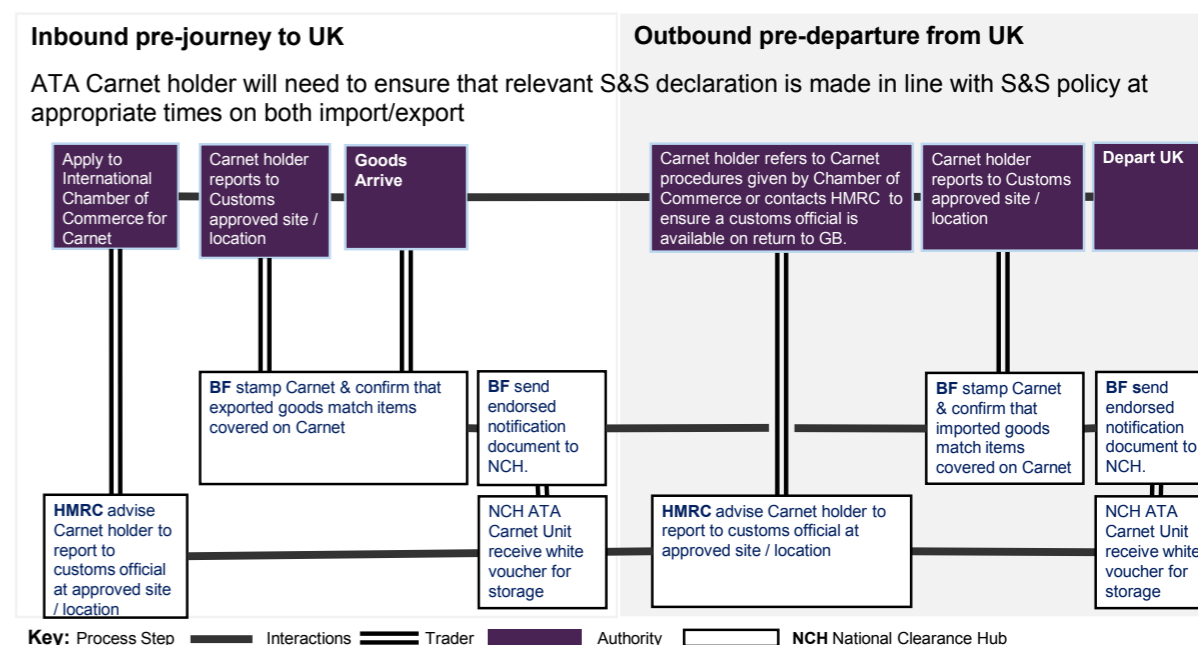 Inbound pre-journey to UK
Outbound pre-departure from UK
ATA Carnet holder will need to ensure that relevant S&S declaration is made in line with S&S policy at
appropriate times on both import/export
Apply to
International
Chamber of
Commerce for
Carnet
Carnet holder
reports to
Customs
approved site /
location
Goods
Arrive
Carnet holder refers to Carnet
procedures given by Chamber of
Commerce or contacts HMRC to
ensure a customs official is
available on return to GB.
Carnet holder
reports to Customs
approved site /
location
Depart UK
BF stamp Carnet & confirm that
exported goods match items
covered on Carnet
BF send
endorsed
notification
document to
NCH.
BF stamp Carnet
& confirm that
imported goods
match items
covered on Carnet
BF send
endorsed
notification
document to
NCH.
HMRC advise
Carnet holder to
report to
customs official
at approved site
/ location
NCH ATA
Carnet Unit
receive white
voucher for
storage
HMRC advise Carnet holder to
report to customs official at
approved site / location
NCH ATA
Carnet Unit
receive white
voucher for
storage
Key: Process Step Interactions Trader Authority NCH National Clearance Hub